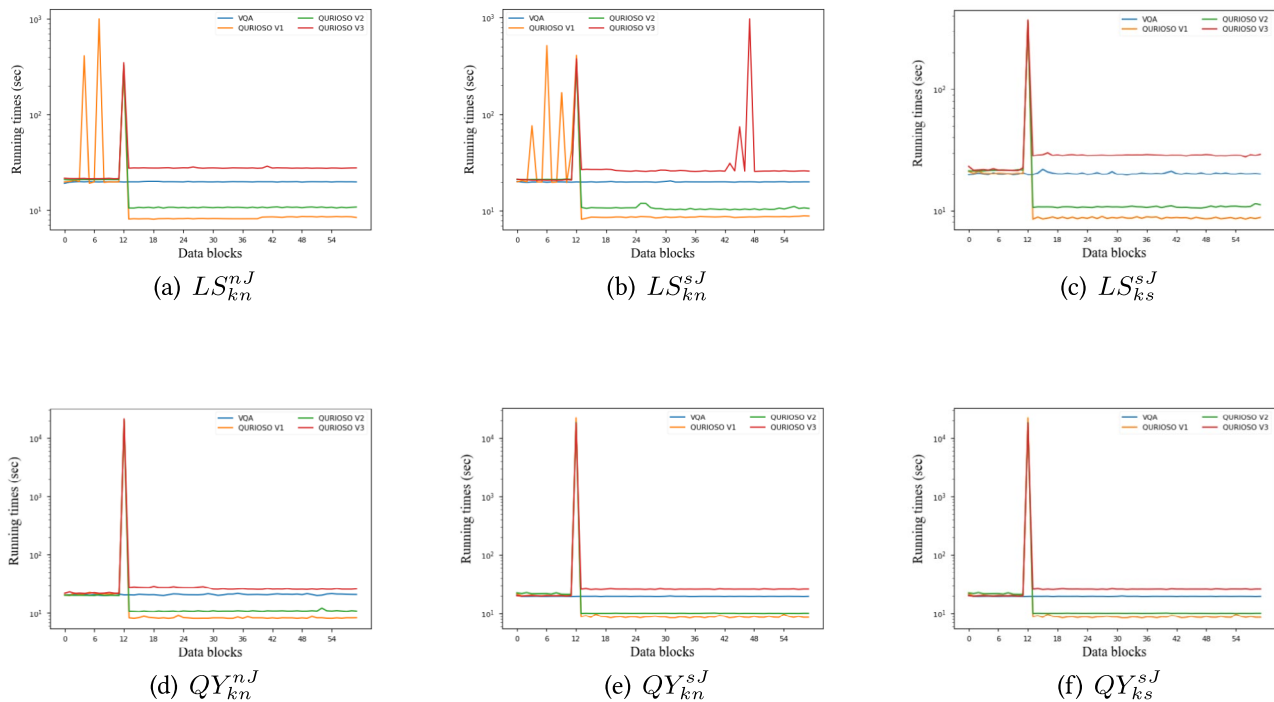 VQA QURIOSO V2
QURIOSO V1 QURIOSO V3
Running times (sec)
10³
10²
10¹
0 6 12 18 24 30 36 42 48 54
Data blocks
(a) LS_{kn}^{nJ}
VQA QURIOSO V2
QURIOSO V1 QURIOSO V3
Running times (sec)
10³
10²
10¹
0 6 12 18 24 30 36 42 48 54
Data blocks
(b) LS_{kn}^{sJ}
VQA QURIOSO V2
QURIOSO V1 QURIOSO V3
Running times (sec)
10²
10¹
0 6 12 18 24 30 36 42 48 54
Data blocks
(c) LS_{ks}^{sJ}
VQA QURIOSO V2
QURIOSO V1 QURIOSO V3
Running times (sec)
10⁴
10³
10²
10¹
0 6 12 18 24 30 36 42 48 54
Data blocks
(d) QY_{kn}^{nJ}
VQA QURIOSO V2
QURIOSO V1 QURIOSO V3
Running times (sec)
10⁴
10³
10²
10¹
0 6 12 18 24 30 36 42 48 54
Data blocks
(e) QY_{kn}^{sJ}
VQA QURIOSO V2
QURIOSO V1 QURIOSO V3
Running times (sec)
10⁴
10³
10²
10¹
0 6 12 18 24 30 36 42 48 54
Data blocks
(f) QY_{ks}^{sJ}